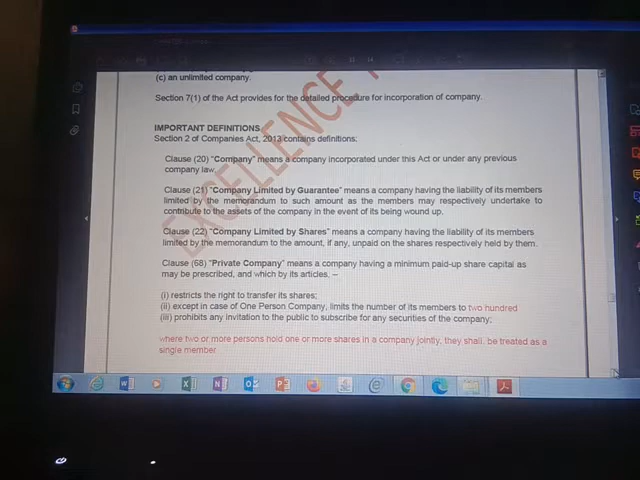 (c) an unlimited company.
Section 7(1) of the Act provides for the detailed procedure for incorporation of company.
IMPORTANT DEFINITIONS
Section 2 of Companies Act, 2013 contains definitions:
Clause (20) "Company" means a company incorporated under this Act or under any previous
company law;
Clause (21) "Company Limited by Guarantee" means a company having the liability of its members
limited by the memorandum to such amount as the members may respectively undertake to
contribute to the assets of the company in the event of its being wound up.
Clause (22) "Company Limited by Shares" means a company having the liability of its members
limited by the memorandum to the amount, if any, unpaid on the shares respectively held by them.
Clause (68) "Private Company" means a company having a minimum paid-up share capital as
may be prescribed, and which by its articles, –
(i) restricts the right to transfer its shares;
(ii) except in case of One Person Company, limits the number of its members to two hundred
(iii) prohibits any invitation to the public to subscribe for any securities of the company;
where two or more persons hold one or more shares in a company jointly, they shall, be treated as a
single member
EXCELLENCE